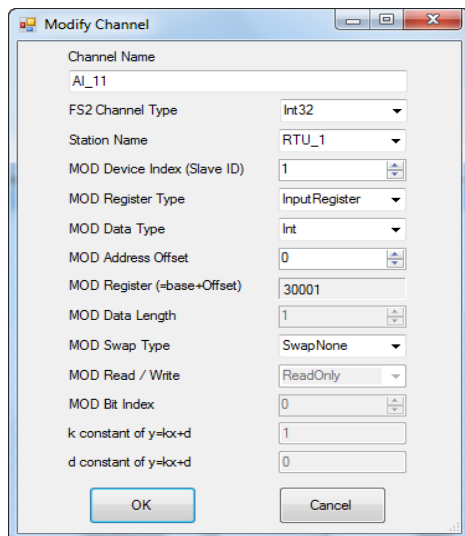 Modify Channel
Channel Name
AI_11
FS2 Channel Type Int32
Station Name RTU_1
MOD Device Index (Slave ID) 1
MOD Register Type InputRegister
MOD Data Type Int
MOD Address Offset 0
MOD Register (=base+Offset) 30001
MOD Data Length 1
MOD Swap Type SwapNone
MOD Read / Write ReadOnly
MOD Bit Index 0
k constant of y=kx+d 1
d constant of y=kx+d 0
OK Cancel